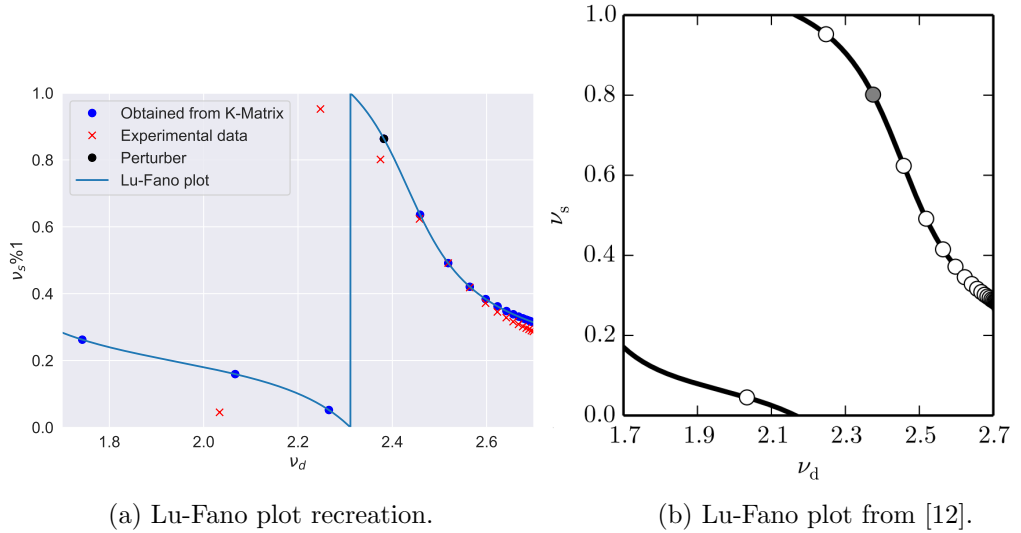 1.0
0.8
0.6
0.4
0.2
0.0
νs%1
Obtained from K-Matrix
Experimental data
Perturber
Lu-Fano plot
1.8
2.0
2.2
2.4
2.6
νd
(a) Lu-Fano plot recreation.
1.0
0.8
0.6
0.4
0.2
0.0
νs
1.7
1.9
2.1
2.3
2.5
2.7
νd
(b) Lu-Fano plot from [12].